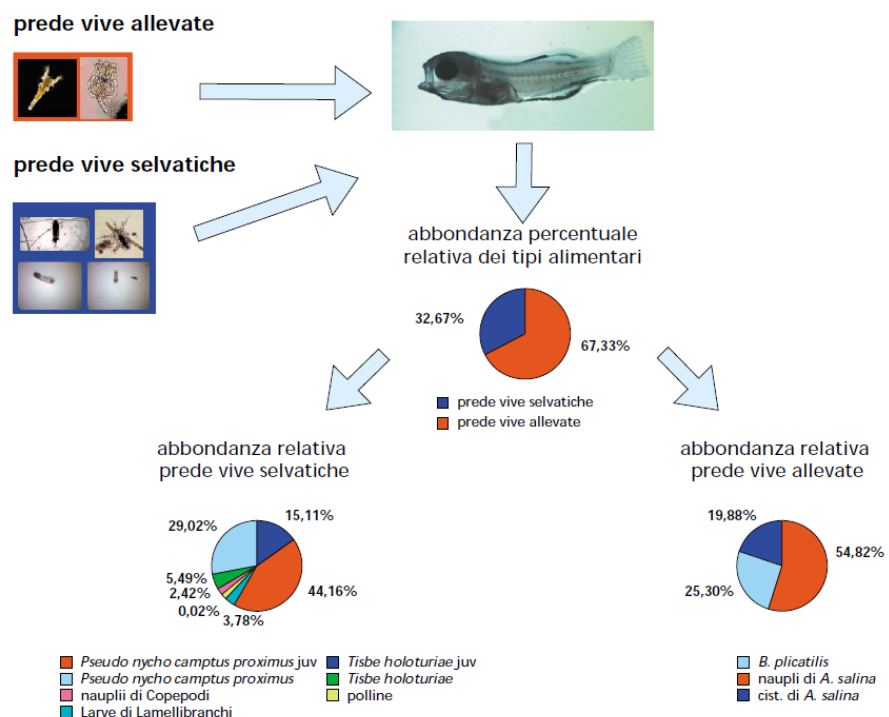 prede vive allevate
prede vive selvatiche
abbondanza percentuale
relativa dei tipi alimentari
32,67%
67,33%
prede vive selvatiche
prede vive allevate
abbondanza relativa
prede vive selvatiche
29,02%
15,11%
5,49%
2,42%
0,02%
3,78%
44,16%
Pseudo nycho camptus proximus juv
Pseudo nycho camptus proximus
nauplii di Copepodi
Larve di Lamellibranchi
Tisbe holoturiae juv
Tisbe holoturiae
polline
abbondanza relativa
prede vive allevate
19,88%
54,82%
25,30%
B. plicatilis
naupli di A. salina
cist. di A. salina